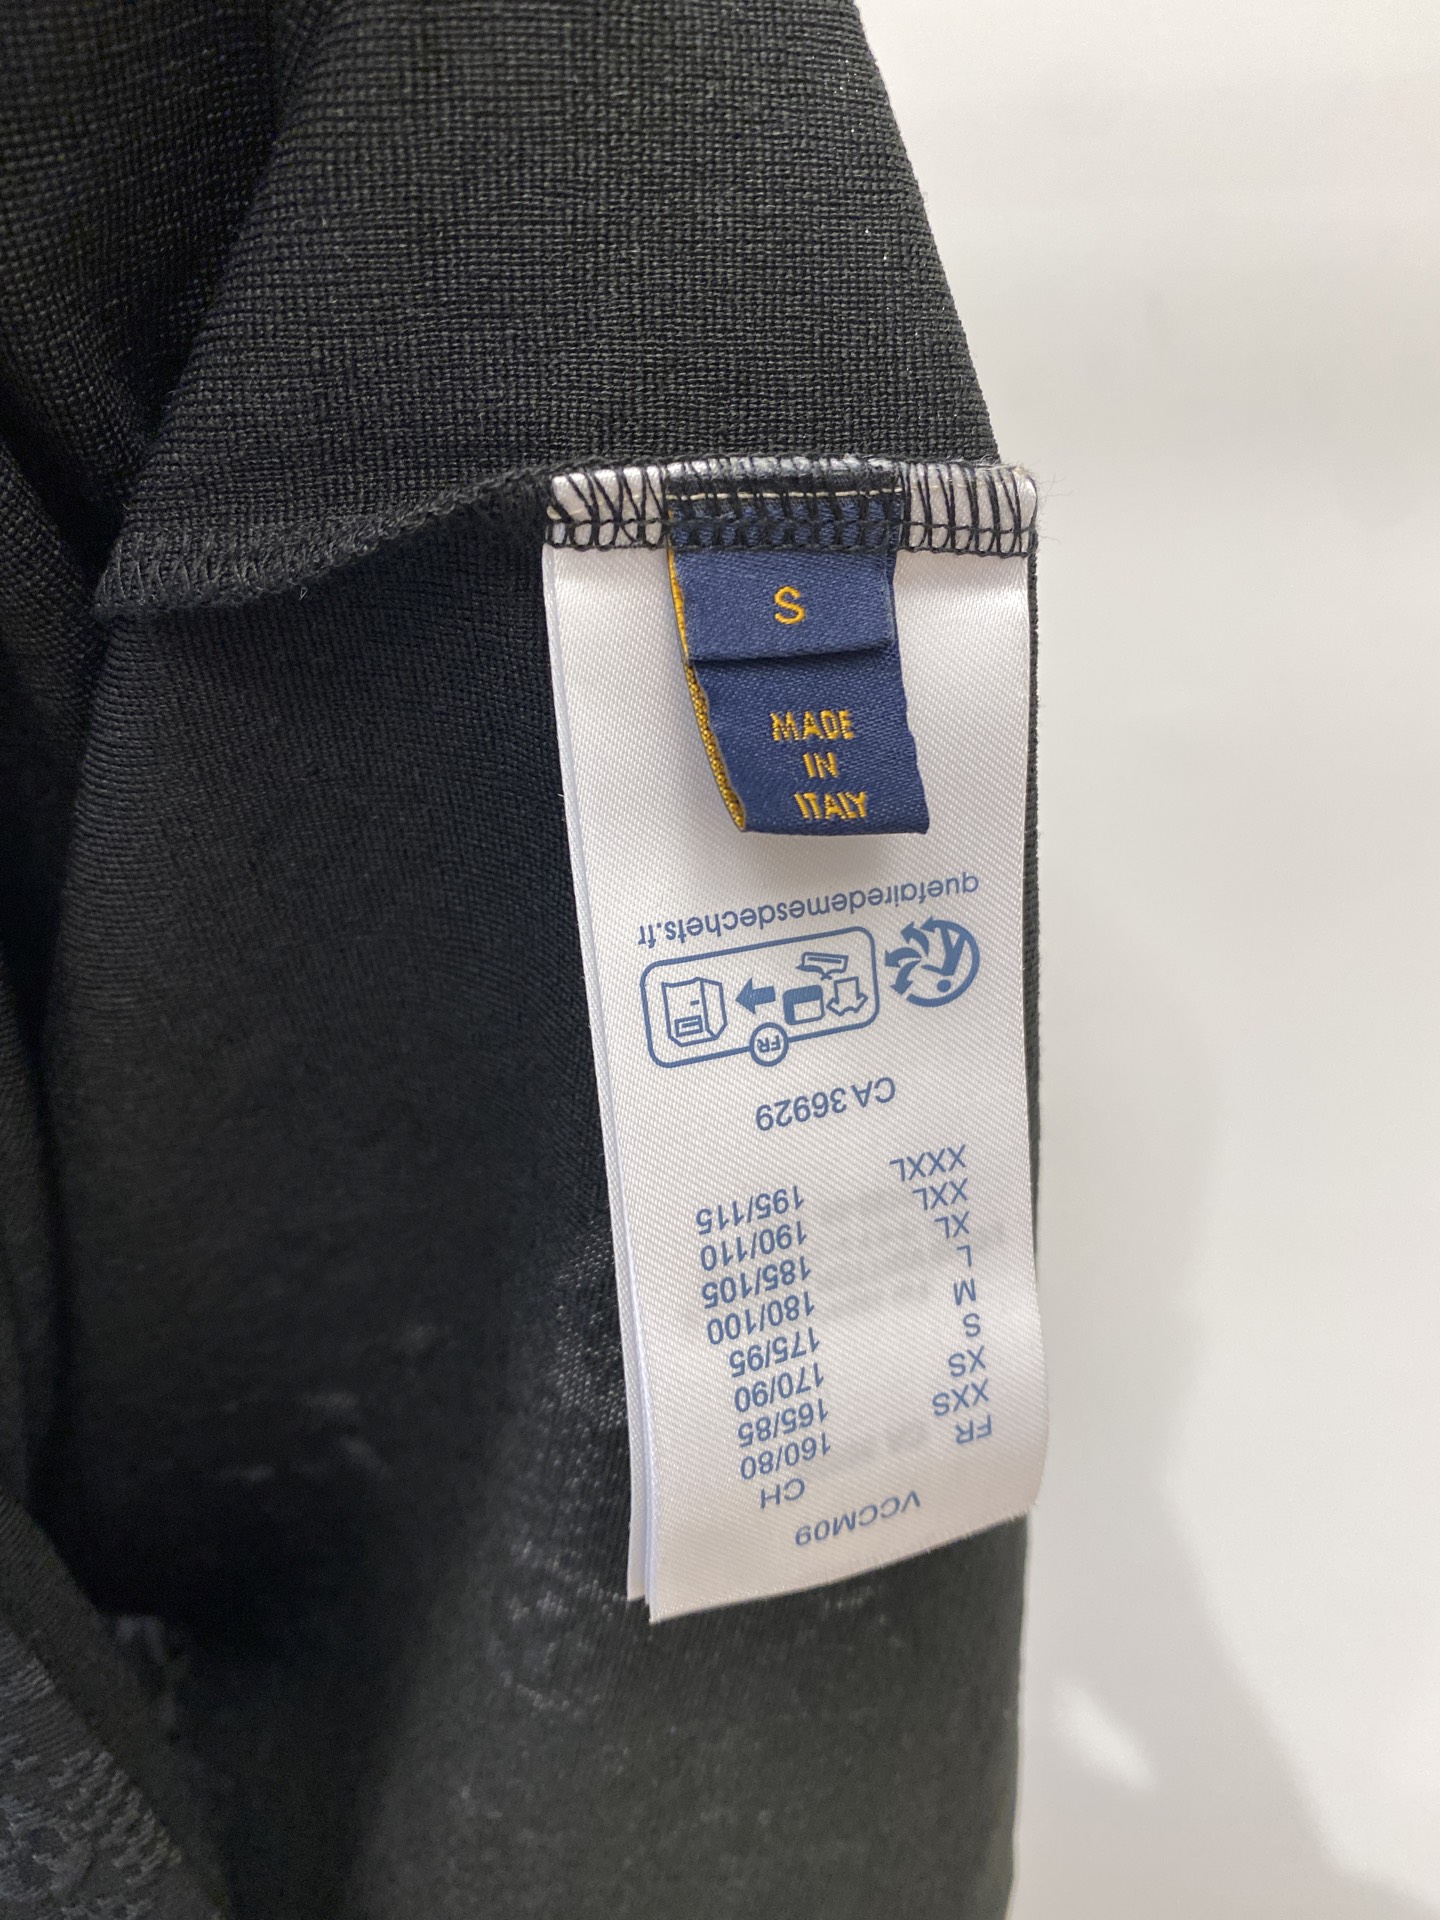 S
MADE
IN
ITALY
VCCM09
FR CH
XXS 160/80
XS 165/85
S 170/90
M 175/95
L 180/100
XL 185/105
XXL 190/110
XXXL 195/115
CA 36929
FR
quefairedemesdechets.fr